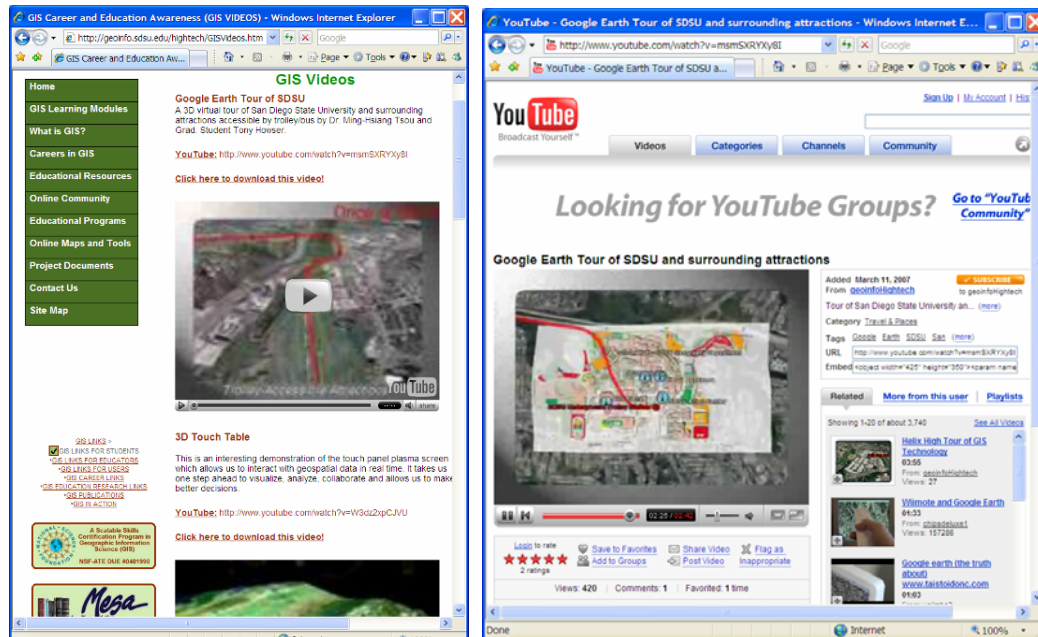 GIS Career and Education Awareness (GIS VIDEOS) - Windows Internet Explorer
http://geoinfo.sdsu.edu/hightech/GISVideos.htm
Google
GIS Career and Education Aw...
Page
Tools
Home
GIS Learning Modules
What is GIS?
Careers in GIS
Educational Resources
Online Community
Educational Programs
Online Maps and Tools
Project Documents
Contact Us
Site Map
GIS LINKS >
GIS LINKS FOR STUDENTS
•GIS LINKS FOR EDUCATORS
•GIS LINKS FOR USERS
•GIS CAREER LINKS
•GIS EDUCATION RESEARCH LINKS
•GIS PUBLICATIONS
•GIS IN ACTION
A Scalable Skills
Certification Program in
Geographic Information
Science (GIS)
NSF-ATE DUE #0401990
Mesa
GIS Videos
Google Earth Tour of SDSU
A 3D virtual tour of San Diego State University and surrounding
attractions accessible by trolley/bus by Dr. Ming-Hsiang Tsou and
Grad. Student Tony Howser.
YouTube: http://www.youtube.com/watch?v=msmSXRYXy8I
Click here to download this video!
Trolley Accessible Attractions
YouTube
share
3D Touch Table
This is an interesting demonstration of the touch panel plasma screen
which allows us to interact with geospatial data in real time. It takes us
one step ahead to visualize, analyze, collaborate and allows us to make
better decisions.
YouTube: http://www.youtube.com/watch?v=W3dz2xpCJVU
Click here to download this video!
YouTube - Google Earth Tour of SDSU and surrounding attractions - Windows Internet E...
http://www.youtube.com/watch?v=msmSXRYXy8I
Google
YouTube - Google Earth Tour of SDSU a...
Page
Tools
Sign Up | My Account | His
YouTube
Broadcast Yourself™
Videos
Categories
Channels
Community
Looking for YouTube Groups?
Go to "YouTub
Community"
Google Earth Tour of SDSU and surrounding attractions
02:25 / 02:42
Login to rate
2 ratings
Save to Favorites
Add to Groups
Share Video
Post Video
Flag as
Inappropriate
Views: 420 | Comments: 1 | Favorited: 1 time
Added March 11, 2007
From geoinfoHightech
SUBSCRIBE
to geoinfoHightech
Tour of San Diego State University an... (more)
Category Travel & Places
Tags Google Earth SDSU San (more)
URL http://www.youtube.com/watch?v=msmSXRYXy8I
Embed <object width="425" height="350"><param name
Related
More from this user
Playlists
Showing 1-20 of about 3,740
See All Videos
Helix High Tour of GIS
Technology
03:55
From: geoinfoHightech
Views: 27
Wiimote and Google Earth
01:33
From: chipadeluxe1
Views: 157286
Google earth (the truth
about)
www.taistoidonc.com
01:03
Done
Internet
100%